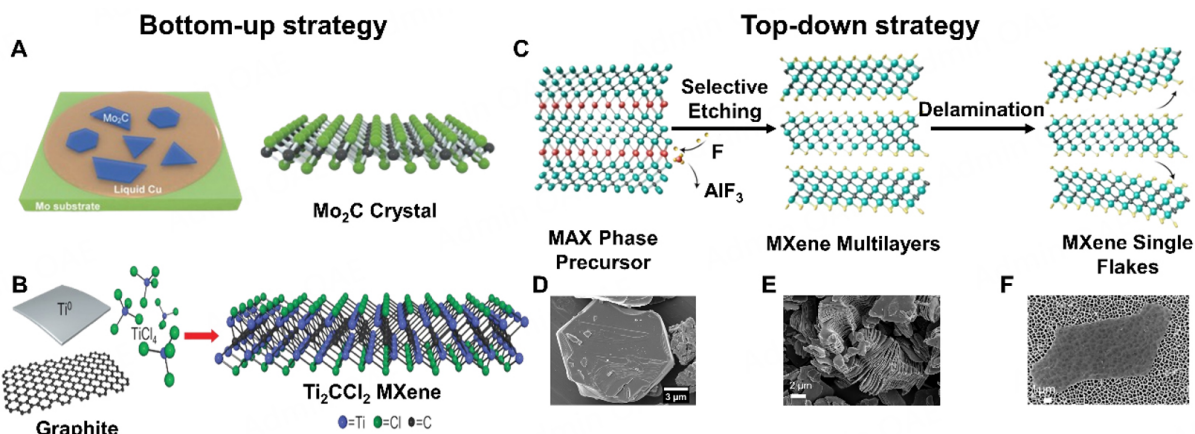 Bottom-up strategy
Top-down strategy
A
Mo₂C
Liquid Cu
Mo substrate
Mo₂C Crystal
B
Ti⁰
TiCl₄
Graphite
Ti₂CCl₂ MXene
=Ti =Cl =C
C
Selective
Etching
F
AlF₃
Delamination
MAX Phase
Precursor
MXene Multilayers
MXene Single
Flakes
D
3 μm
E
2 μm
F
1μm